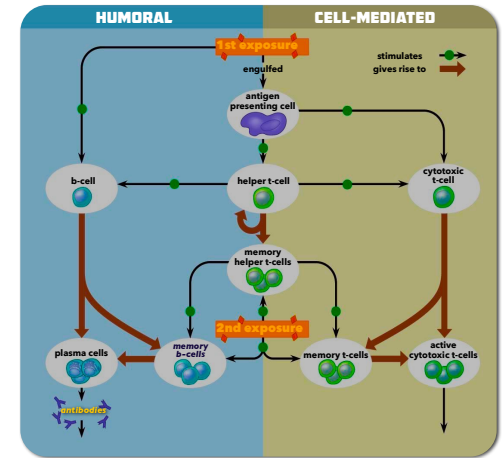 HUMORAL
CELL-MEDIATED
1st exposure
engulfed
stimulates
gives rise to
antigen
presenting cell
b-cell
helper t-cell
cytotoxic
t-cell
memory
helper t-cells
2nd exposure
plasma cells
memory
b-cells
memory t-cells
active
cytotoxic t-cells
antibodies